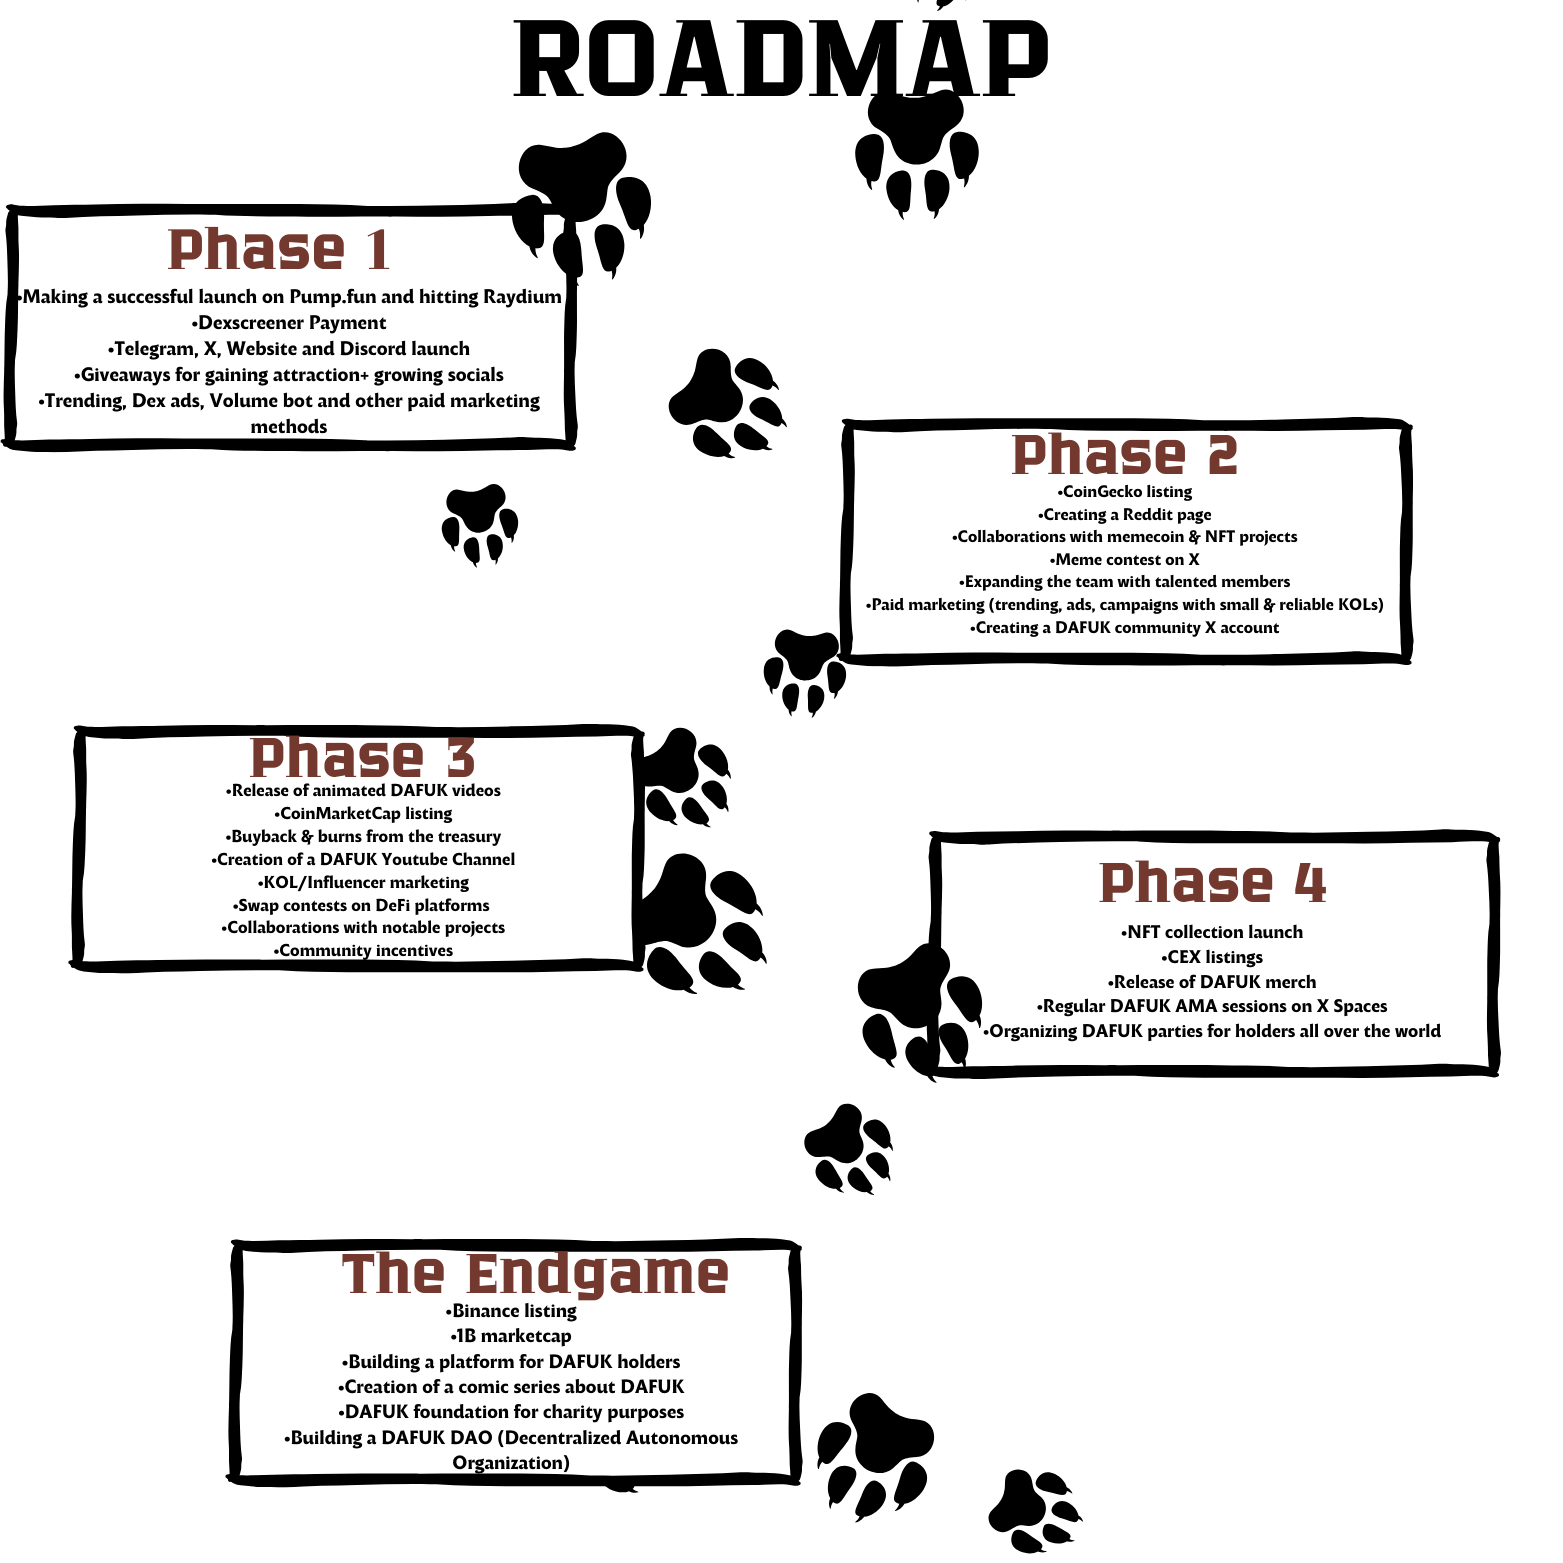 ROADMAP
Phase 1
•Making a successful launch on Pump.fun and hitting Raydium
•Dexscreener Payment
•Telegram, X, Website and Discord launch
•Giveaways for gaining attraction+ growing socials
•Trending, Dex ads, Volume bot and other paid marketing
methods
Phase 2
•CoinGecko listing
•Creating a Reddit page
•Collaborations with memecoin & NFT projects
•Meme contest on X
•Expanding the team with talented members
•Paid marketing (trending, ads, campaigns with small & reliable KOLs)
•Creating a DAFUK community X account
Phase 3
•Release of animated DAFUK videos
•CoinMarketCap listing
•Buyback & burns from the treasury
•Creation of a DAFUK Youtube Channel
•KOL/Influencer marketing
•Swap contests on DeFi platforms
•Collaborations with notable projects
•Community incentives
Phase 4
•NFT collection launch
•CEX listings
•Release of DAFUK merch
•Regular DAFUK AMA sessions on X Spaces
•Organizing DAFUK parties for holders all over the world
The Endgame
•Binance listing
•1B marketcap
•Building a platform for DAFUK holders
•Creation of a comic series about DAFUK
•DAFUK foundation for charity purposes
•Building a DAFUK DAO (Decentralized Autonomous
Organization)